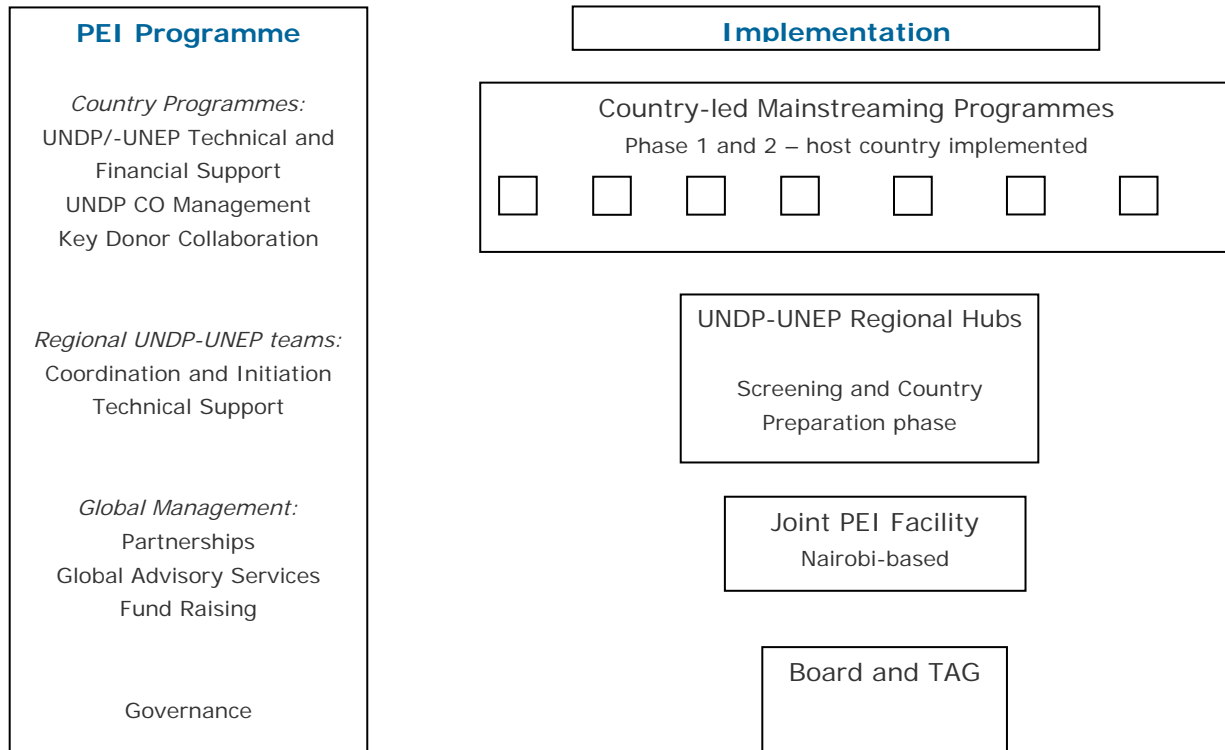 PEI Programme
Country Programmes:
UNDP/-UNEP Technical and
Financial Support
UNDP CO Management
Key Donor Collaboration
Regional UNDP-UNEP teams:
Coordination and Initiation
Technical Support
Global Management:
Partnerships
Global Advisory Services
Fund Raising
Governance
Implementation
Country-led Mainstreaming Programmes
Phase 1 and 2 – host country implemented
UNDP-UNEP Regional Hubs
Screening and Country
Preparation phase
Joint PEI Facility
Nairobi-based
Board and TAG